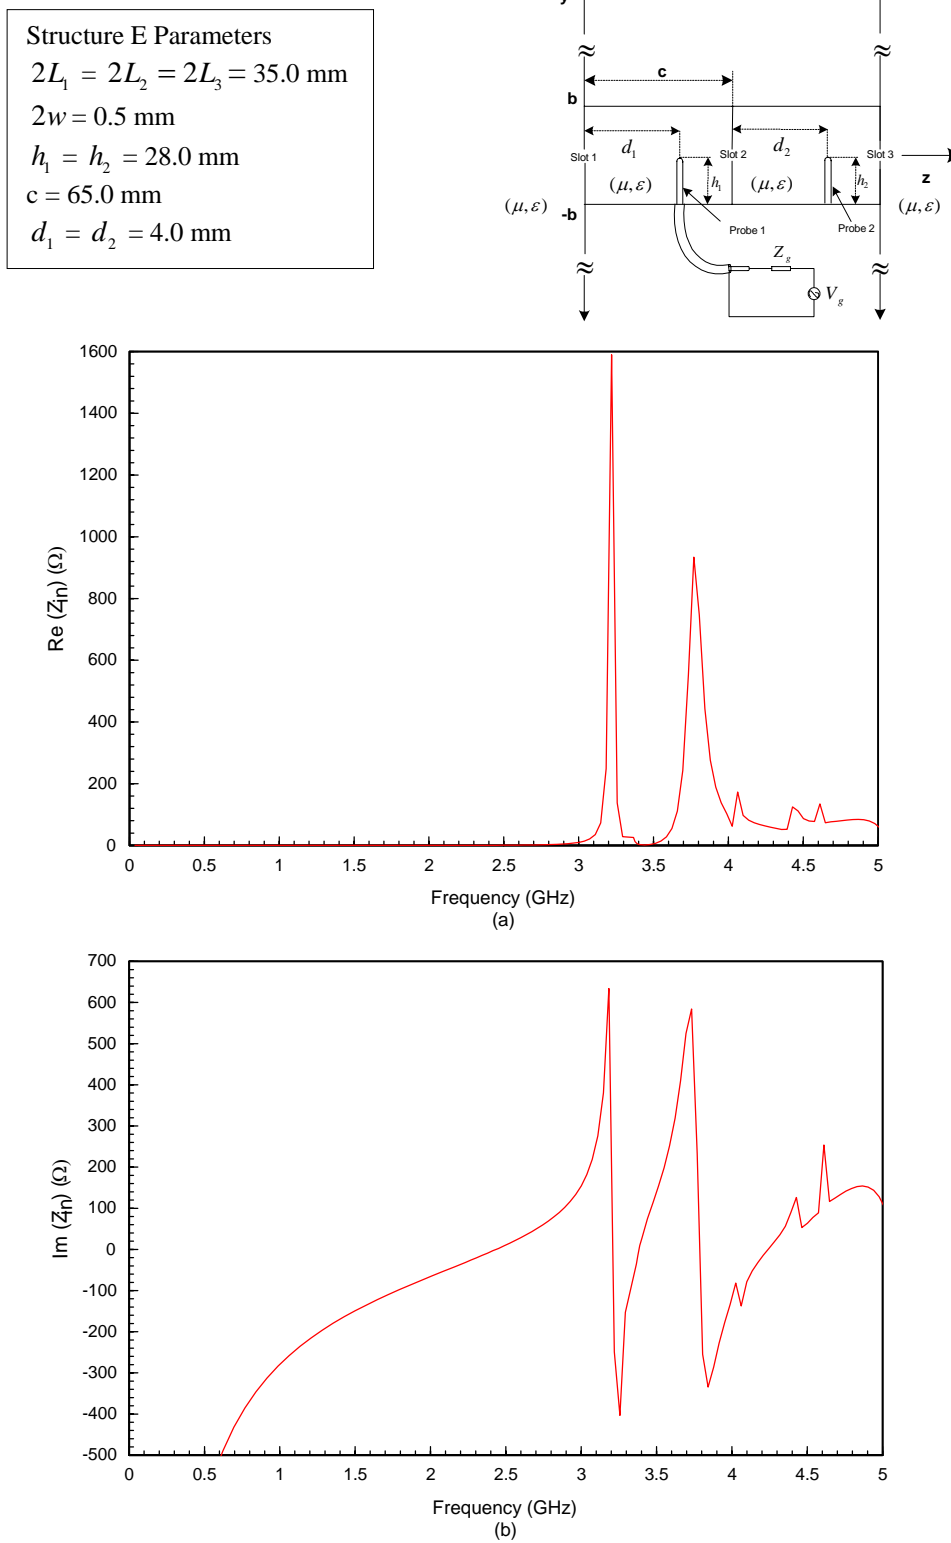 Structure E Parameters
2L₁ = 2L₂ = 2L₃ = 35.0 mm
2w = 0.5 mm
h₁ = h₂ = 28.0 mm
c = 65.0 mm
d₁ = d₂ = 4.0 mm
c
b
d₁ d₂
Slot 1 Slot 2 Slot 3
z
(μ, ε) (μ, ε) h₁ (μ, ε) h₂ (μ, ε)
-b
Probe 1 Probe 2
Z_g
V_g
1600
1400
1200
1000
800
600
400
200
0
Re (Zin) (Ω)
0 0.5 1 1.5 2 2.5 3 3.5 4 4.5 5
Frequency (GHz)
(a)
700
600
500
400
300
200
100
0
-100
-200
-300
-400
-500
Im (Zin) (Ω)
0 0.5 1 1.5 2 2.5 3 3.5 4 4.5 5
Frequency (GHz)
(b)